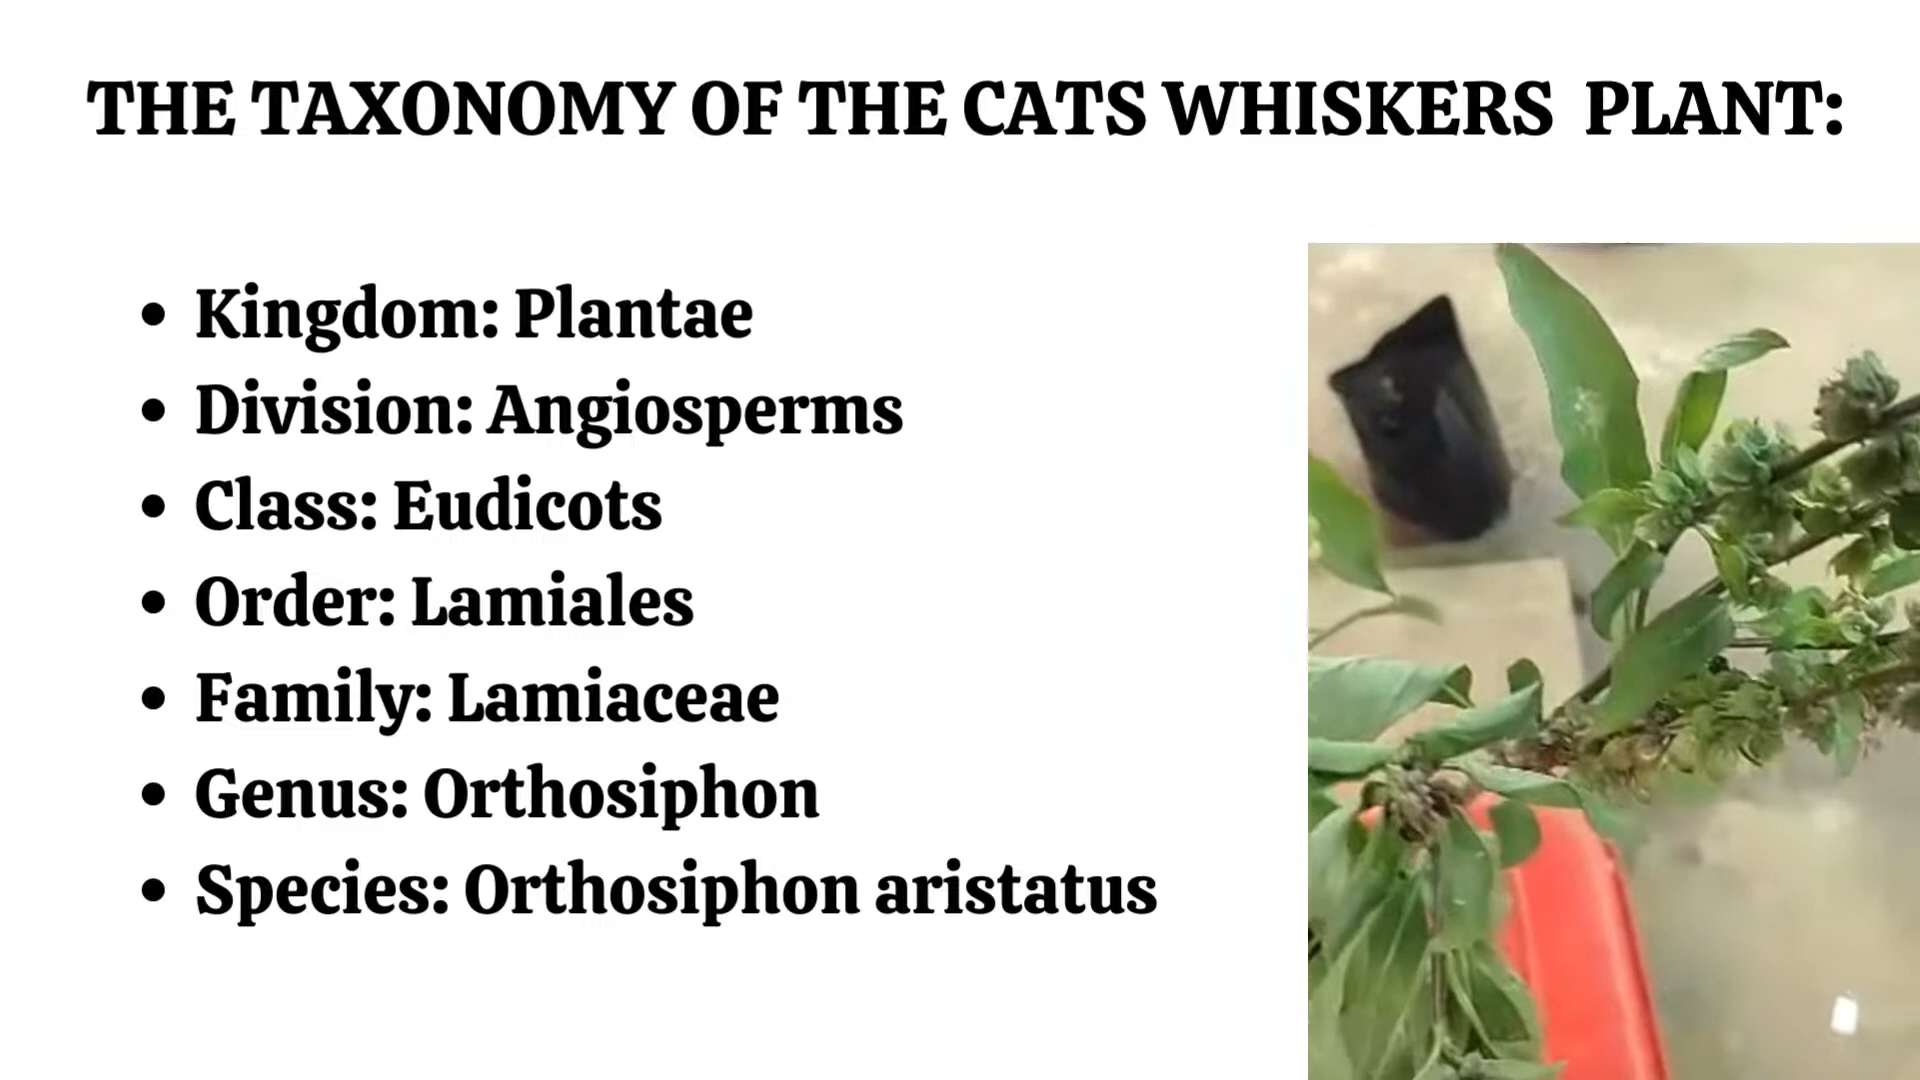 THE TAXONOMY OF THE CATS WHISKERS PLANT:
• Kingdom: Plantae
• Division: Angiosperms
• Class: Eudicots
• Order: Lamiales
• Family: Lamiaceae
• Genus: Orthosiphon
• Species: Orthosiphon aristatus